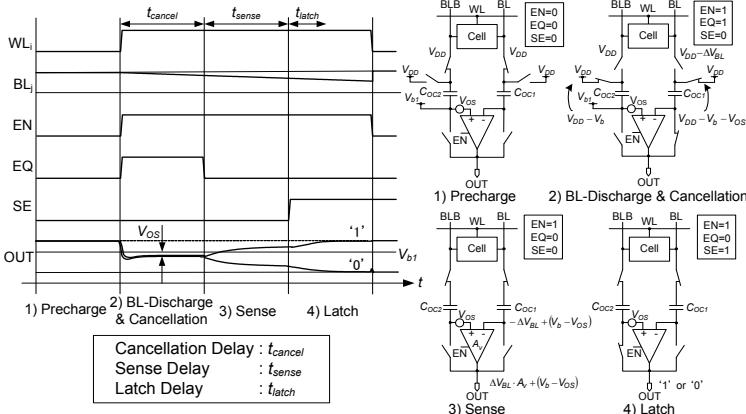 t_cancel t_sense t_latch
WL_i
BL_j
EN
EQ
SE
V_OS
OUT
'1'
'0'
V_b1
t
1) Precharge
2) BL-Discharge
& Cancellation
3) Sense
4) Latch
Cancellation Delay : t_cancel
Sense Delay : t_sense
Latch Delay : t_latch
BLB WL BL
EN=0
EQ=0
SE=0
Cell
V_DD V_DD
V_DD V_DD
C_OC2 C_OC1
V_b1 V_OS
+ -
EN
OUT
1) Precharge
BLB WL BL
EN=1
EQ=1
SE=0
Cell
V_DD V_DD−ΔV_BL
V_DD V_DD
C_OC2 C_OC1
V_b1 V_OS
+ -
V_DD−V_b V_DD−V_b−V_OS
EN
OUT
2) BL-Discharge & Cancellation
BLB WL BL
EN=1
EQ=0
SE=0
Cell
C_OC2 C_OC1
V_OS
−ΔV_BL+(V_b−V_OS)
+ -
A_v
EN
OUT
ΔV_BL·A_v+(V_b−V_OS)
3) Sense
BLB WL BL
EN=1
EQ=0
SE=1
Cell
C_OC2 C_OC1
V_OS
+ -
EN
OUT
'1' or '0'
4) Latch